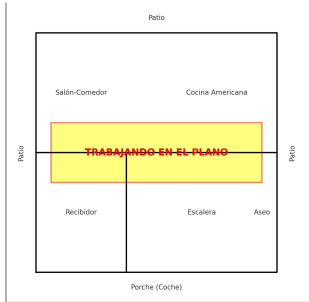 Patio
Salón-Comedor
Cocina Americana
Patio
TRABAJANDO EN EL PLANO
Patio
Recibidor
Escalera
Aseo
Porche (Coche)